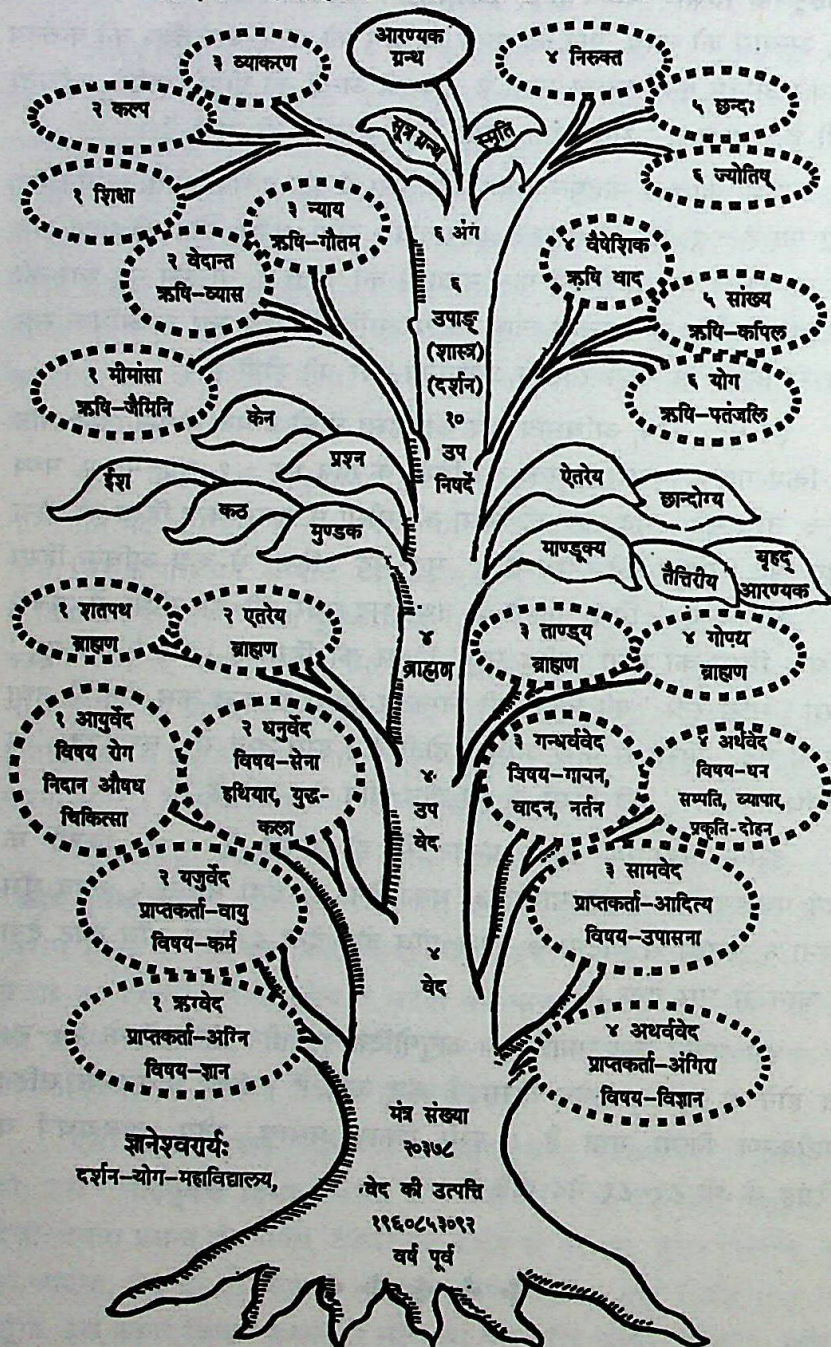 आरण्यक
ग्रन्थ
३ व्याकरण
४ निरुक्त
२ कल्प
५ छन्दः
सूत्र ग्रन्थ
स्मृति
१ शिक्षा
६ ज्योतिष्
६ अंग
३ न्याय
ऋषि-गौतम
४ वैपेशिक
ऋषि षाद
२ वेदान्त
ऋषि-व्यास
६
उपाङ्
(शास्त्र)
(दर्शन)
५ सांख्य
ऋषि-कपिल
१ मीमांसा
ऋषि-जैमिनि
६ योग
ऋषि-पतंजलि
१०
उप
निषदें
केन
प्रश्न
ईश
कठ
मुण्डक
ऐतरेय
छान्दोग्य
माण्डूक्य
तैत्तिरीय
बृहद्
आरण्यक
१ शतपथ
ब्राह्मण
२ एतरेय
ब्राह्मण
४
ब्राह्मण
३ ताण्ड्य
ब्राह्मण
४ गोपथ
ब्राह्मण
१ आयुर्वेद
विषय रोग
निदान औषध
चिकित्सा
२ धनुर्वेद
विषय-सेना
हथियार, युद्ध-
कला
४
उप
वेद
३ गन्धर्ववेद
विषय-गाचन,
वादन, नर्तन
४ अर्थवेद
विषय-धन
सम्पति, व्यापार,
प्रकृति-दोहन
२ यजुर्वेद
प्राप्तकर्ता-वायु
विषय-कर्म
३ सामवेद
प्राप्तकर्ता-आदित्य
विषय-उपासना
४
वेद
१ ऋग्वेद
प्राप्तकर्ता-अग्नि
विषय-ज्ञान
४ अथर्ववेद
प्राप्तकर्ता-अंगिरा
विषय-विज्ञान
ज्ञानेश्वरार्यः
दर्शन-योग-महाविद्यालय,
मंत्र संख्या
२०३७८
वेद की उत्पत्ति
१९६०८५३०९२
वर्ष पूर्व